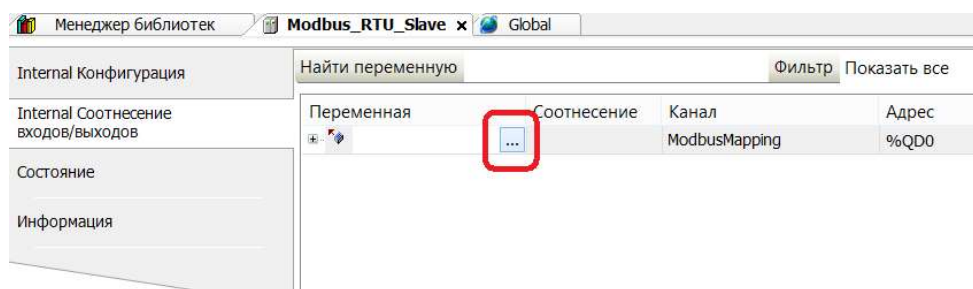 Менеджер библиотек Modbus_RTU_Slave x Global
Internal Конфигурация
Internal Соотнесение
входов/выходов
Состояние
Информация
Найти переменную Фильтр Показать все
Переменная Соотнесение Канал Адрес
... ModbusMapping %QD0